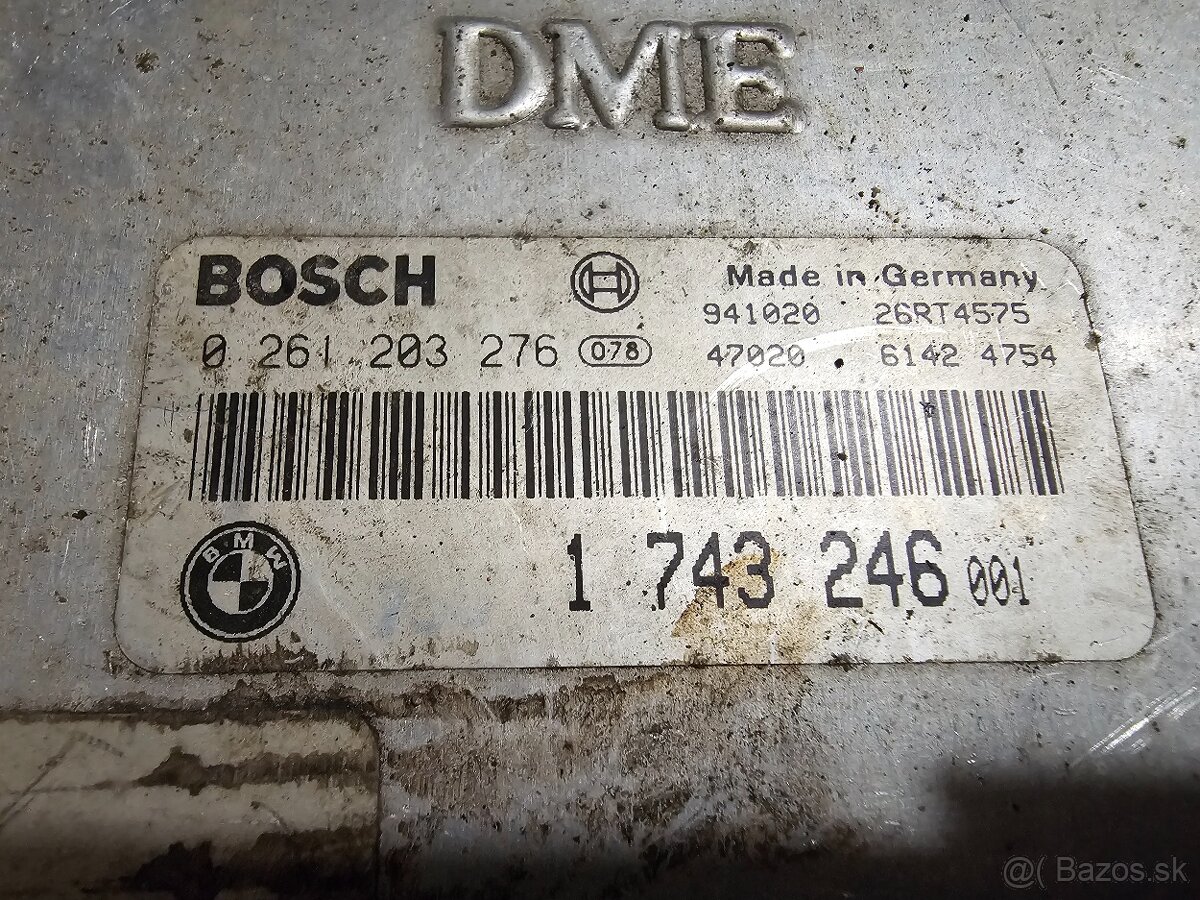 DME
BOSCH
Made in Germany
941020 26RT4575
0 261 203 276 078 47020 6142 4754
BMW
1 743 246 001
@( Bazos.sk